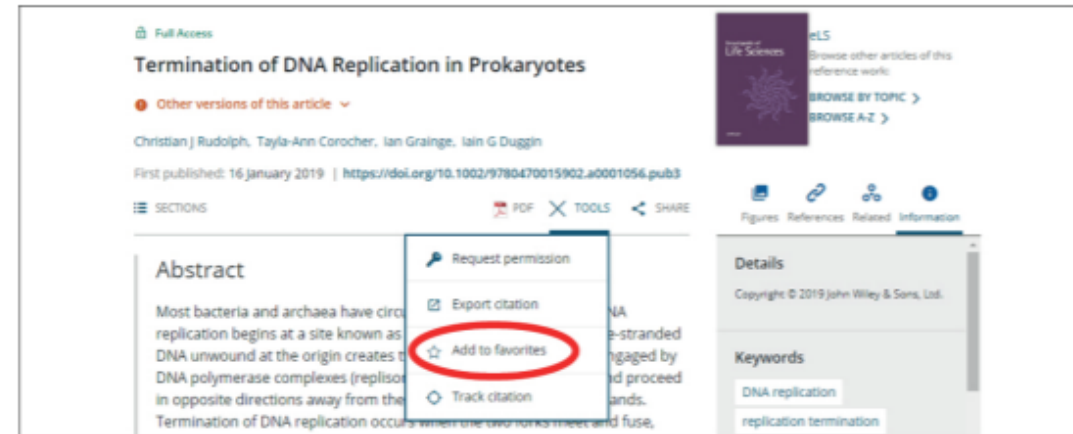 Full Access
Termination of DNA Replication in Prokaryotes
Other versions of this article
Christian J Rudolph, Tayla-Ann Corocher, Ian Grainge, Iain G Duggin
First published: 16 January 2019 | https://doi.org/10.1002/9780470015902.a0001056.pub3
SECTIONS
PDF
TOOLS
SHARE
Request permission
Export citation
Add to favorites
Track citation
Abstract
Most bacteria and archaea have circu NA
replication begins at a site known as e-stranded
DNA unwound at the origin creates t ngaged by
DNA polymerase complexes (replisor nd proceed
in opposite directions away from the ands.
Termination of DNA replication occurs when the two forks meet and fuse,
Life Sciences
eLS
Browse other articles of this
reference work:
BROWSE BY TOPIC
BROWSE A-Z
Figures References Related Information
Details
Copyright © 2019 John Wiley & Sons, Ltd.
Keywords
DNA replication
replication termination